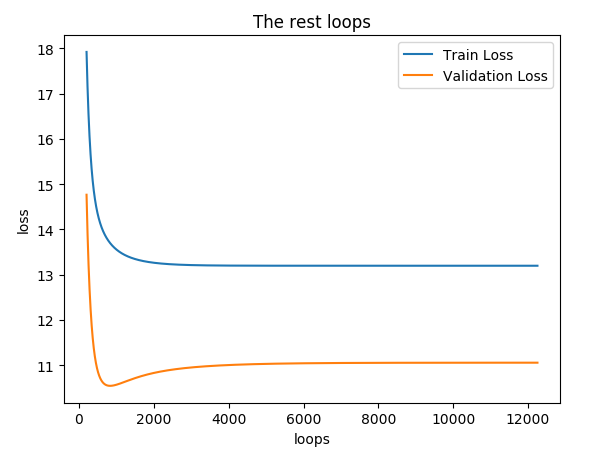 The rest loops
Train Loss
Validation Loss
18
17
16
15
14
13
12
11
loss
0 2000 4000 6000 8000 10000 12000
loops